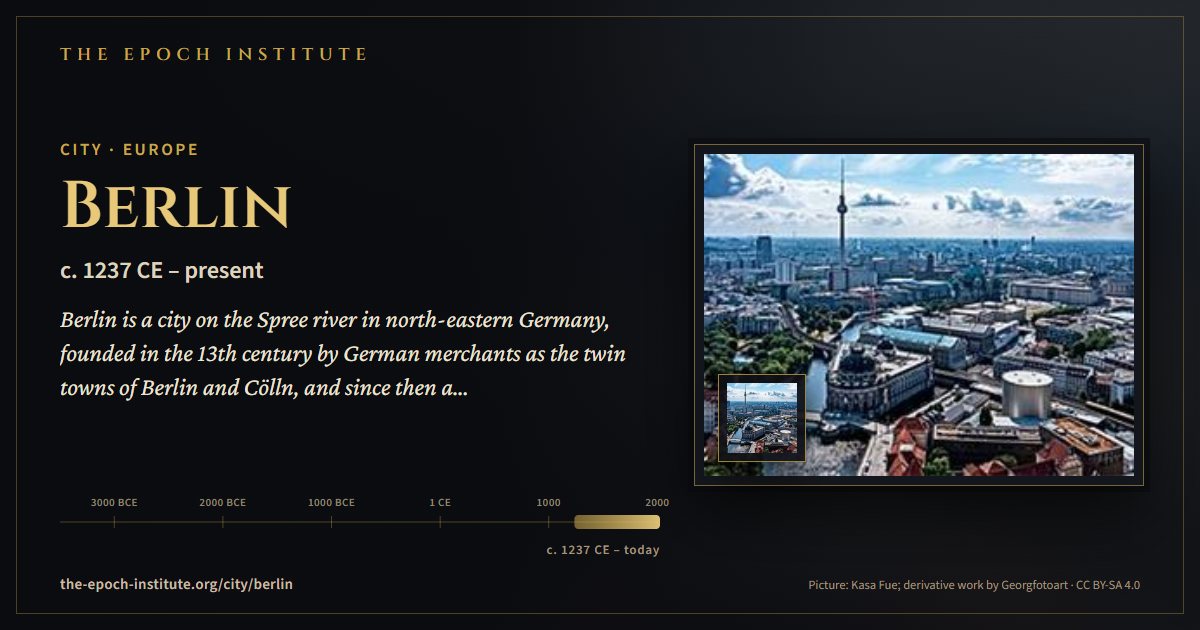 THE EPOCH INSTITUTE
CITY · EUROPE
BERLIN
c. 1237 CE – present
Berlin is a city on the Spree river in north-eastern Germany,
founded in the 13th century by German merchants as the twin
towns of Berlin and Cölln, and since then a...
3000 BCE 2000 BCE 1000 BCE 1 CE 1000 2000
c. 1237 CE – today
the-epoch-institute.org/city/berlin
Picture: Kasa Fue; derivative work by Georgfotoart · CC BY-SA 4.0